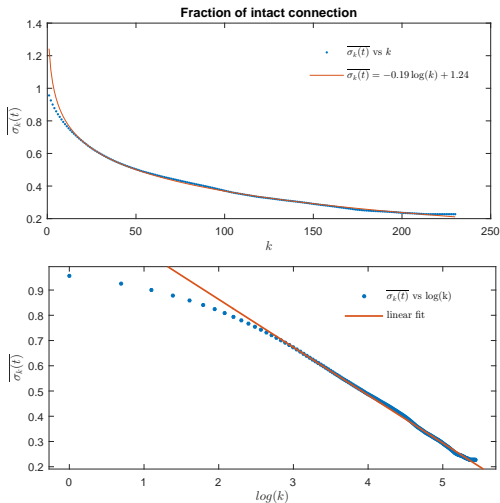 Fraction of intact connection
1.4
1.2
1
0.8
0.6
0.4
0.2
0 50 100 150 200 250
k
σ_k(t)
σ_k(t) vs k
σ_k(t) = −0.19 log(k) + 1.24
0.9
0.8
0.7
0.6
0.5
0.4
0.3
0.2
0 1 2 3 4 5
log(k)
σ_k(t)
σ_k(t) vs log(k)
linear fit